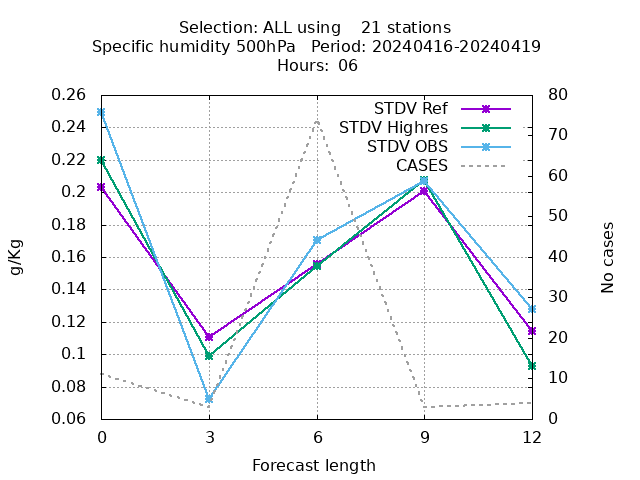 Selection: ALL using    21 stations
Specific humidity 500hPa   Period: 20240416-20240419
Hours: 06
0.26
0.24
0.22
0.2
0.18
0.16
0.14
0.12
0.1
0.08
0.06
g/Kg
STDV Ref
STDV Highres
STDV OBS
CASES
80
70
60
50
40
30
20
10
0
No cases
0 3 6 9 12
Forecast length